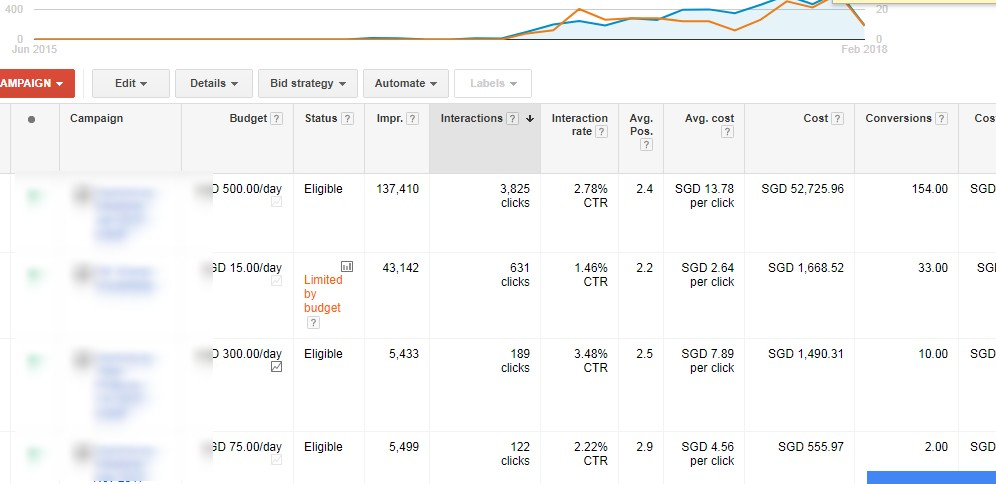 400
20
0
0
Jun 2015
Feb 2018
AMPAIGN
Edit
Details
Bid strategy
Automate
Labels
Campaign
Budget ?
Status ?
Impr. ?
Interactions ?
Interaction
rate ?
Avg.
Pos.
?
Avg. cost
?
Cost ?
Conversions ?
Cos
D 500.00/day
Eligible
137,410
3,825
clicks
2.78%
CTR
2.4
SGD 13.78
per click
SGD 52,725.96
154.00
SGD
GD 15.00/day
Limited
by
budget
?
43,142
631
clicks
1.46%
CTR
2.2
SGD 2.64
per click
SGD 1,668.52
33.00
SG
D 300.00/day
Eligible
5,433
189
clicks
3.48%
CTR
2.5
SGD 7.89
per click
SGD 1,490.31
10.00
SGD
GD 75.00/day
Eligible
5,499
122
clicks
2.22%
CTR
2.9
SGD 4.56
per click
SGD 555.97
2.00
SGD